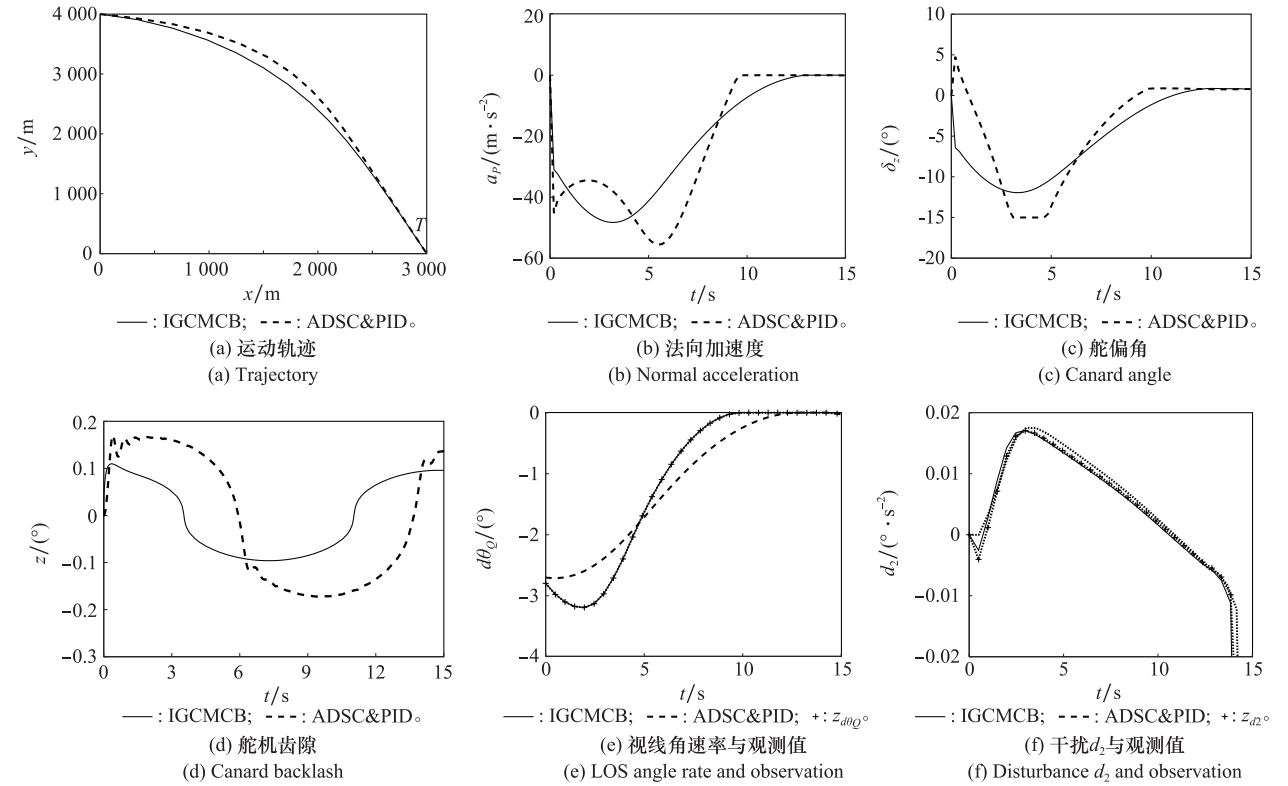 4 000
3 000
2 000
1 000
0
y/m
T
0
1 000
2 000
3 000
x/m
—: IGCMCB; ---: ADSC&PID。
(a) 运动轨迹
(a) Trajectory
20
0
−20
−40
−60
a_P/(m·s⁻²)
0
5
10
15
t/s
—: IGCMCB; ---: ADSC&PID。
(b) 法向加速度
(b) Normal acceleration
10
5
0
-5
-10
-15
-20
δ_z/(°)
0
5
10
15
t/s
—: IGCMCB; ---: ADSC&PID。
(c) 舵偏角
(c) Canard angle
0.2
0.1
0
−0.1
−0.2
−0.3
z/(°)
0
3
6
9
12
15
t/s
—: IGCMCB; ---: ADSC&PID。
(d) 舵机齿隙
(d) Canard backlash
0
−1
−2
−3
−4
dθ_Q/(°)
0
5
10
15
t/s
—: IGCMCB; ---: ADSC&PID; +: z_{dθ_Q}。
(e) 视线角速率与观测值
(e) LOS angle rate and observation
0.02
0.01
0
−0.01
−0.02
d₂/(°·s⁻²)
0
5
10
15
t/s
—: IGCMCB; ---: ADSC&PID; +: z_{d2}。
(f) 干扰d₂与观测值
(f) Disturbance d₂ and observation